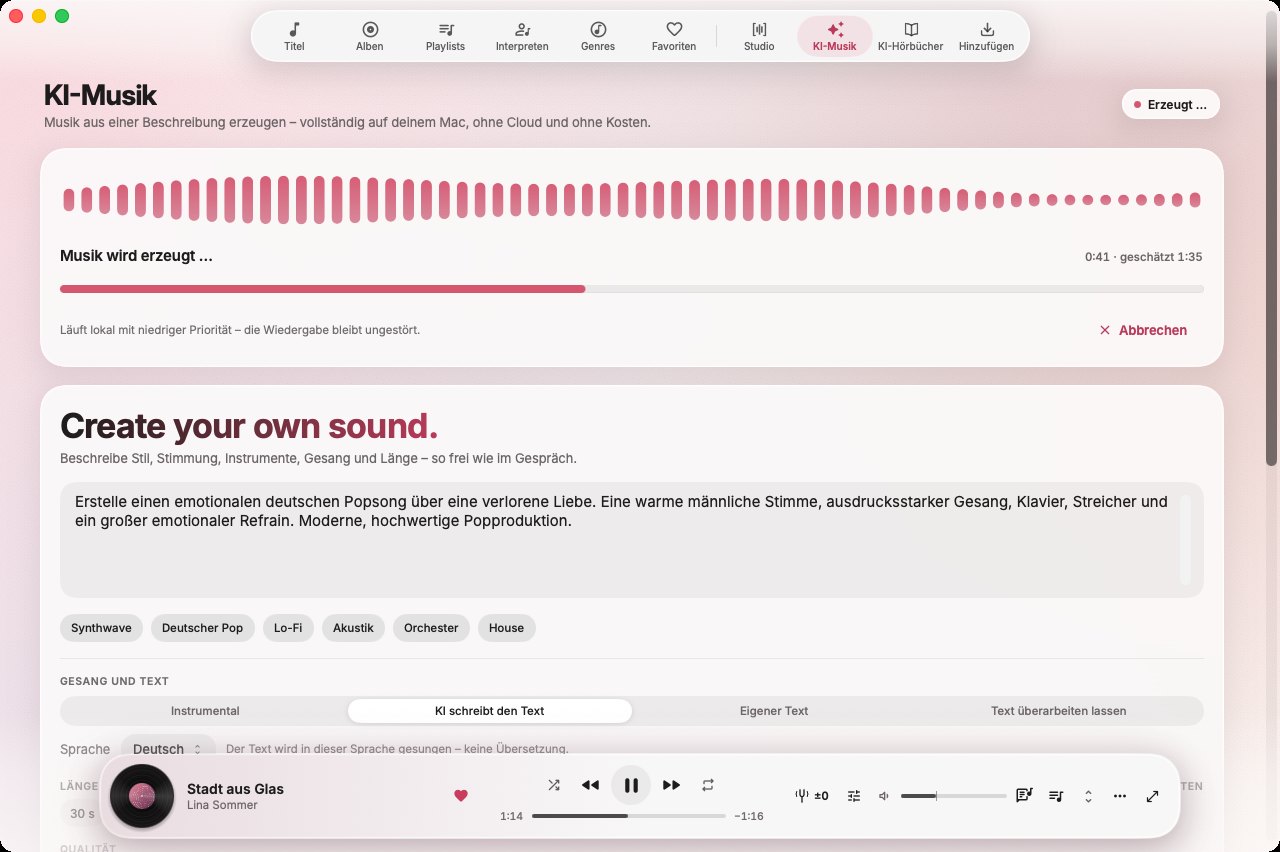 Titel
Alben
Playlists
Interpreten
Genres
Favoriten
Studio
KI-Musik
KI-Hörbücher
Hinzufügen
KI-Musik
Musik aus einer Beschreibung erzeugen – vollständig auf deinem Mac, ohne Cloud und ohne Kosten.
Erzeugt ...
Musik wird erzeugt ...
0:41 · geschätzt 1:35
Läuft lokal mit niedriger Priorität – die Wiedergabe bleibt ungestört.
Abbrechen
Create your own sound.
Beschreibe Stil, Stimmung, Instrumente, Gesang und Länge – so frei wie im Gespräch.
Erstelle einen emotionalen deutschen Popsong über eine verlorene Liebe. Eine warme männliche Stimme, ausdrucksstarker Gesang, Klavier, Streicher und
ein großer emotionaler Refrain. Moderne, hochwertige Popproduktion.
Synthwave
Deutscher Pop
Lo-Fi
Akustik
Orchester
House
GESANG UND TEXT
Instrumental
KI schreibt den Text
Eigener Text
Text überarbeiten lassen
Sprache
Deutsch
Der Text wird in dieser Sprache gesungen – keine Übersetzung.
LÄNGE
30 s
Stadt aus Glas
Lina Sommer
1:14
−1:16
±0
QUALITÄT